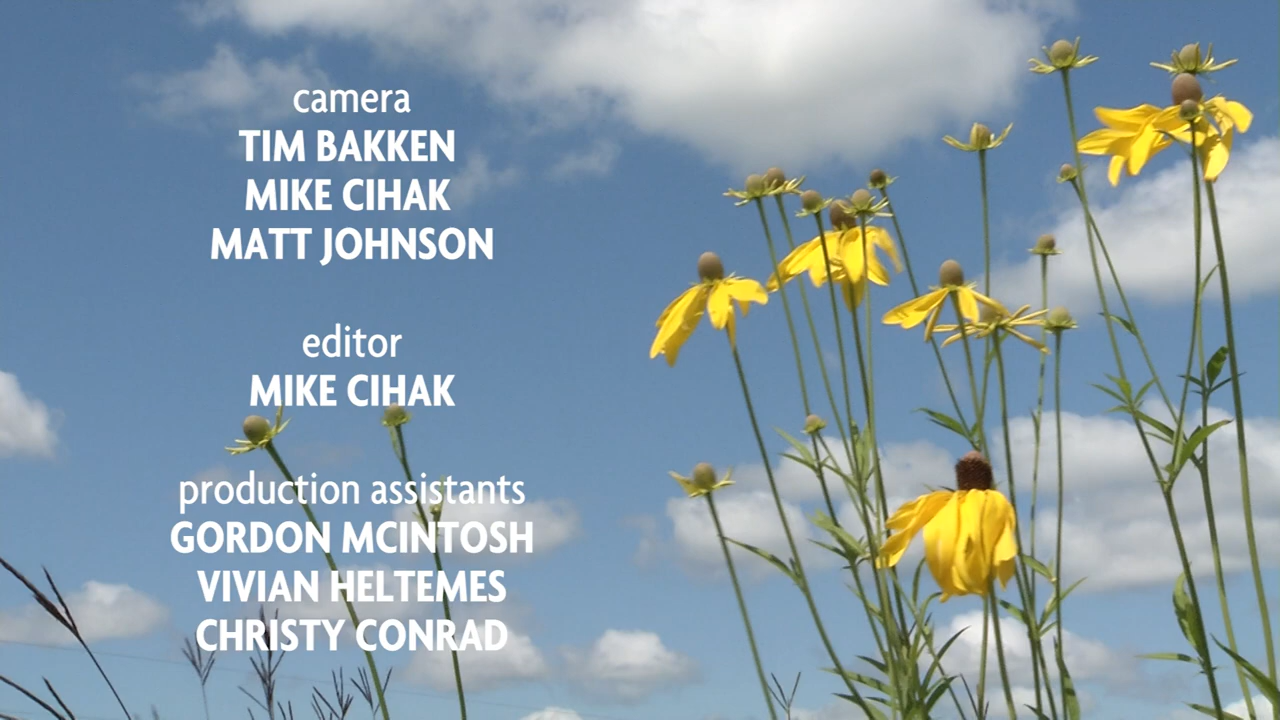 camera
TIM BAKKEN
MIKE CIHAK
MATT JOHNSON
editor
MIKE CIHAK
production assistants
GORDON MCINTOSH
VIVIAN HELTEMES
CHRISTY CONRAD